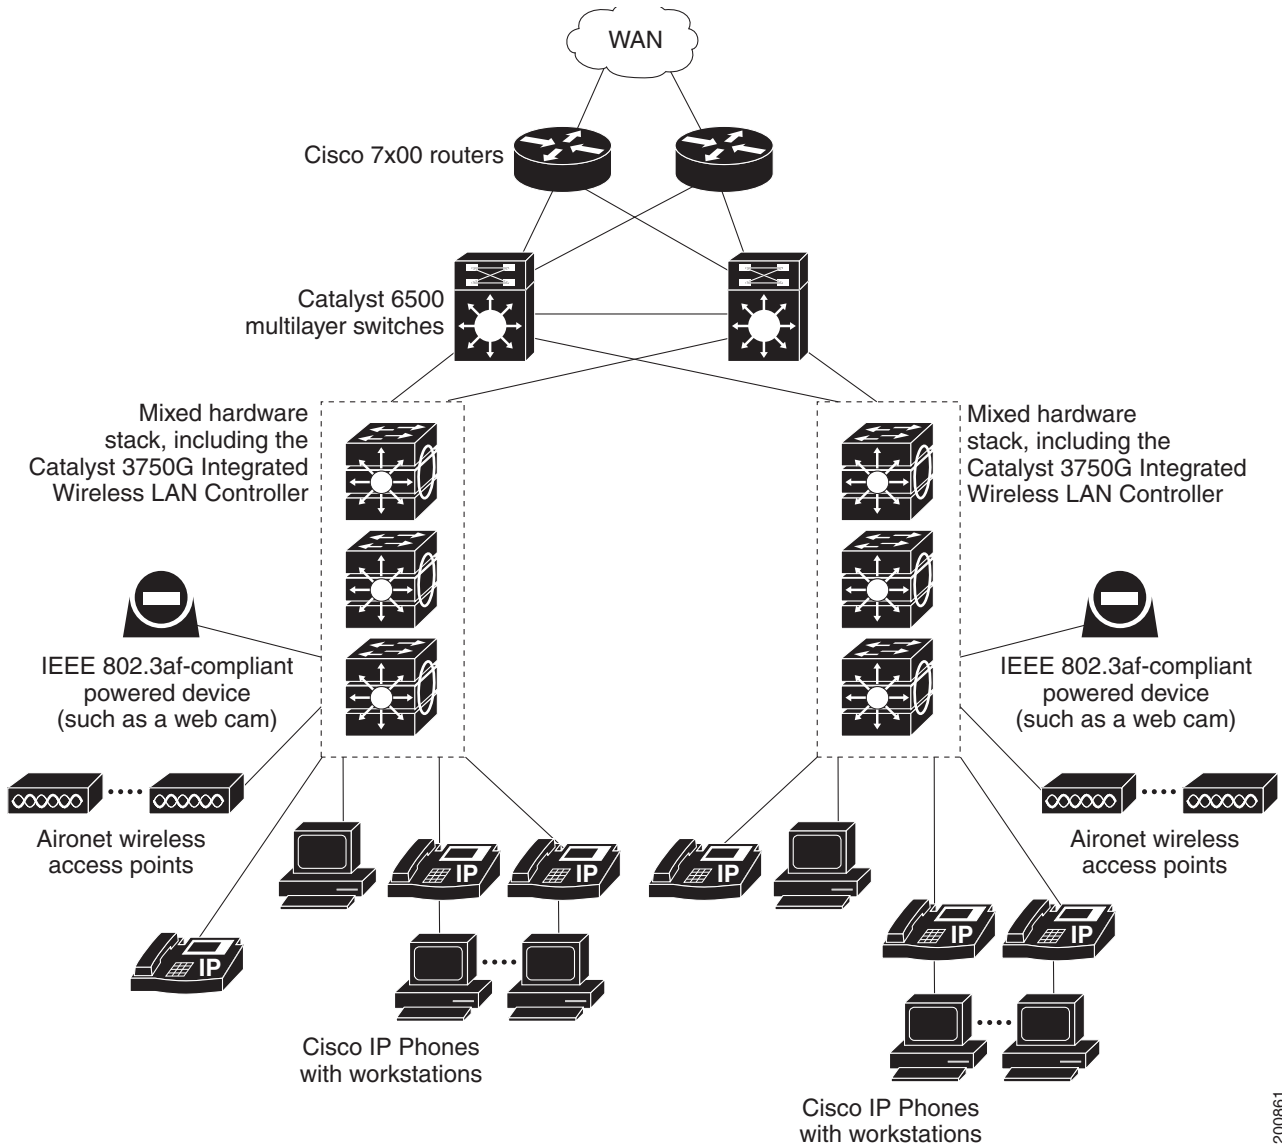 WAN
Cisco 7x00 routers
Catalyst 6500
multilayer switches
Mixed hardware
stack, including the
Catalyst 3750G Integrated
Wireless LAN Controller
Mixed hardware
stack, including the
Catalyst 3750G Integrated
Wireless LAN Controller
IEEE 802.3af-compliant
powered device
(such as a web cam)
IEEE 802.3af-compliant
powered device
(such as a web cam)
Aironet wireless
access points
Aironet wireless
access points
IP
IP
IP
IP
IP
IP
Cisco IP Phones
with workstations
Cisco IP Phones
with workstations
200861